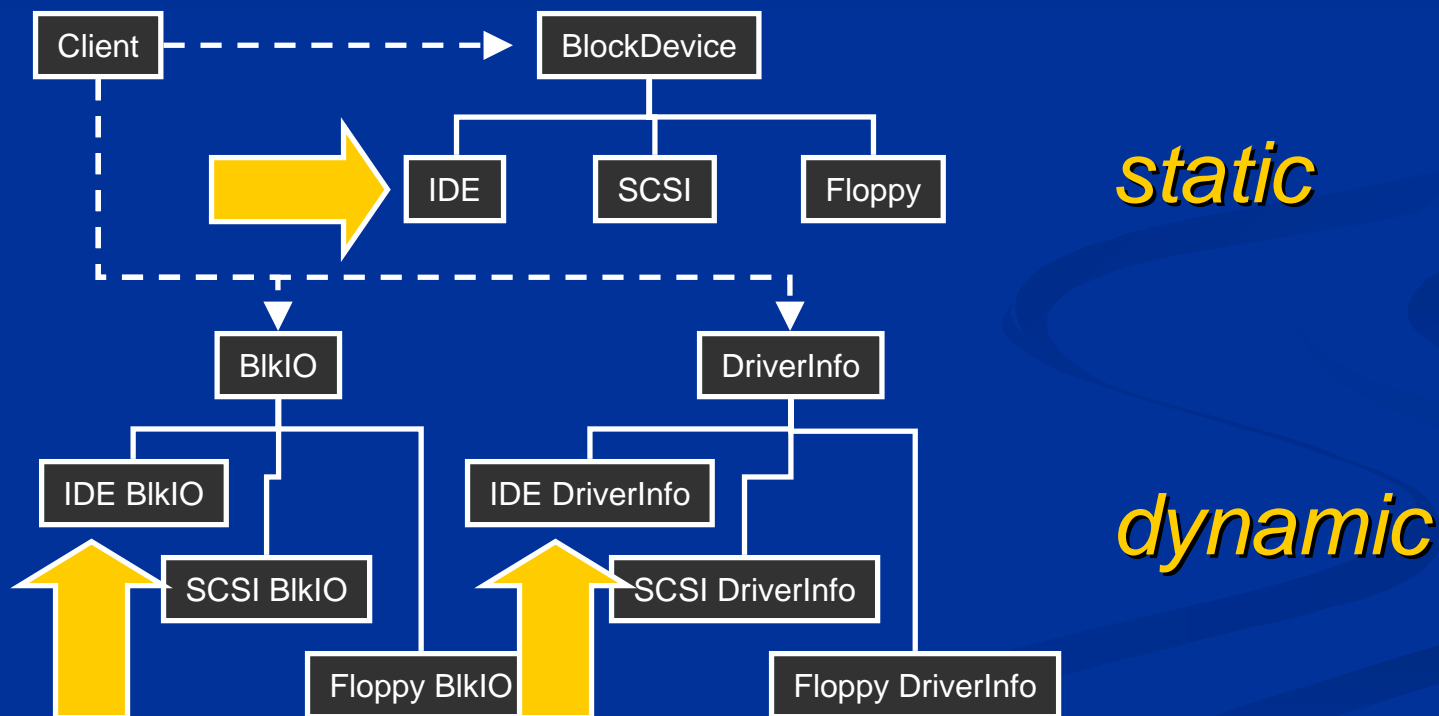 Client
BlockDevice
IDE
SCSI
Floppy
static
BlkIO
DriverInfo
IDE BlkIO
IDE DriverInfo
dynamic
SCSI BlkIO
SCSI DriverInfo
Floppy BlkIO
Floppy DriverInfo